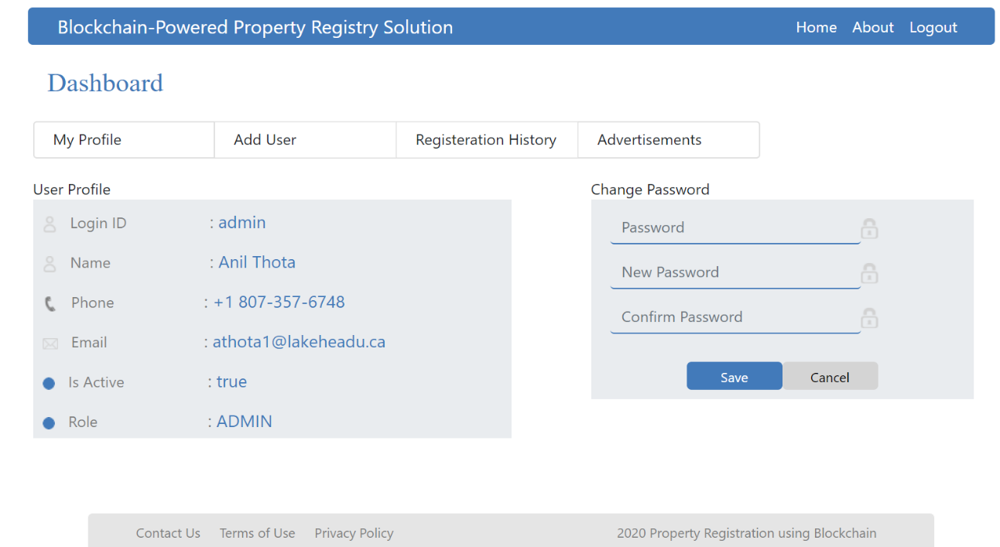 Blockchain-Powered Property Registry Solution Home About Logout
Dashboard
My Profile Add User Registeration History Advertisements
User Profile
Login ID : admin
Name : Anil Thota
Phone : +1 807-357-6748
Email : athota1@lakeheadu.ca
Is Active : true
Role : ADMIN
Change Password
Password
New Password
Confirm Password
Save Cancel
Contact Us Terms of Use Privacy Policy 2020 Property Registration using Blockchain